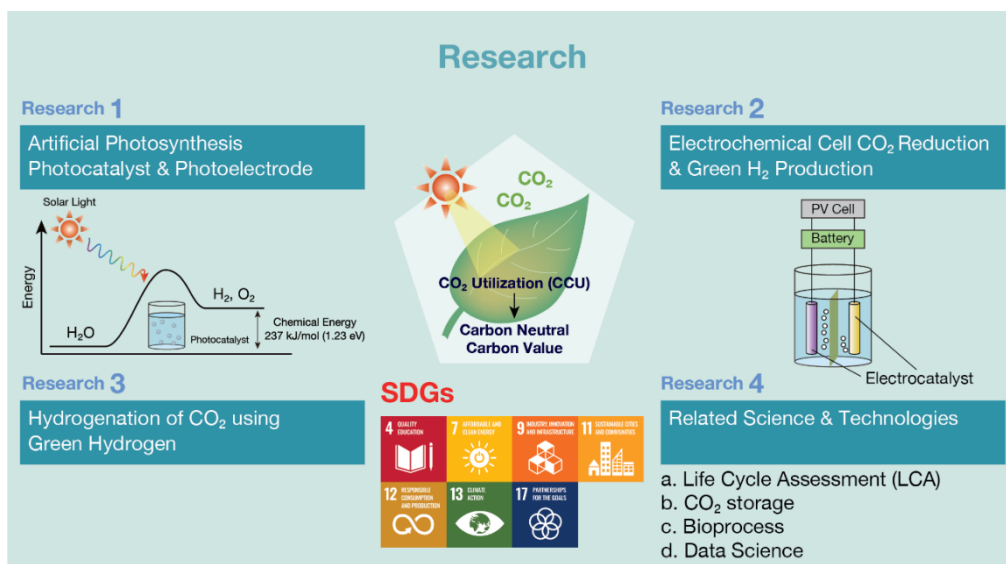 Research
Research 1
Artificial Photosynthesis
Photocatalyst & Photoelectrode
Solar Light
Energy
H₂O
H₂, O₂
Photocatalyst
Chemical Energy
237 kJ/mol (1.23 eV)
CO₂
CO₂
CO₂ Utilization (CCU)
Carbon Neutral
Carbon Value
Research 2
Electrochemical Cell CO₂ Reduction
& Green H₂ Production
PV Cell
Battery
Electrocatalyst
Research 3
Hydrogenation of CO₂ using
Green Hydrogen
SDGs
4 QUALITY
EDUCATION
7 AFFORDABLE AND
CLEAN ENERGY
9 INDUSTRY, INNOVATION
AND INFRASTRUCTURE
11 SUSTAINABLE CITIES
AND COMMUNITIES
12 RESPONSIBLE
CONSUMPTION
AND PRODUCTION
13 CLIMATE
ACTION
17 PARTNERSHIPS
FOR THE GOALS
Research 4
Related Science & Technologies
a. Life Cycle Assessment (LCA)
b. CO₂ storage
c. Bioprocess
d. Data Science